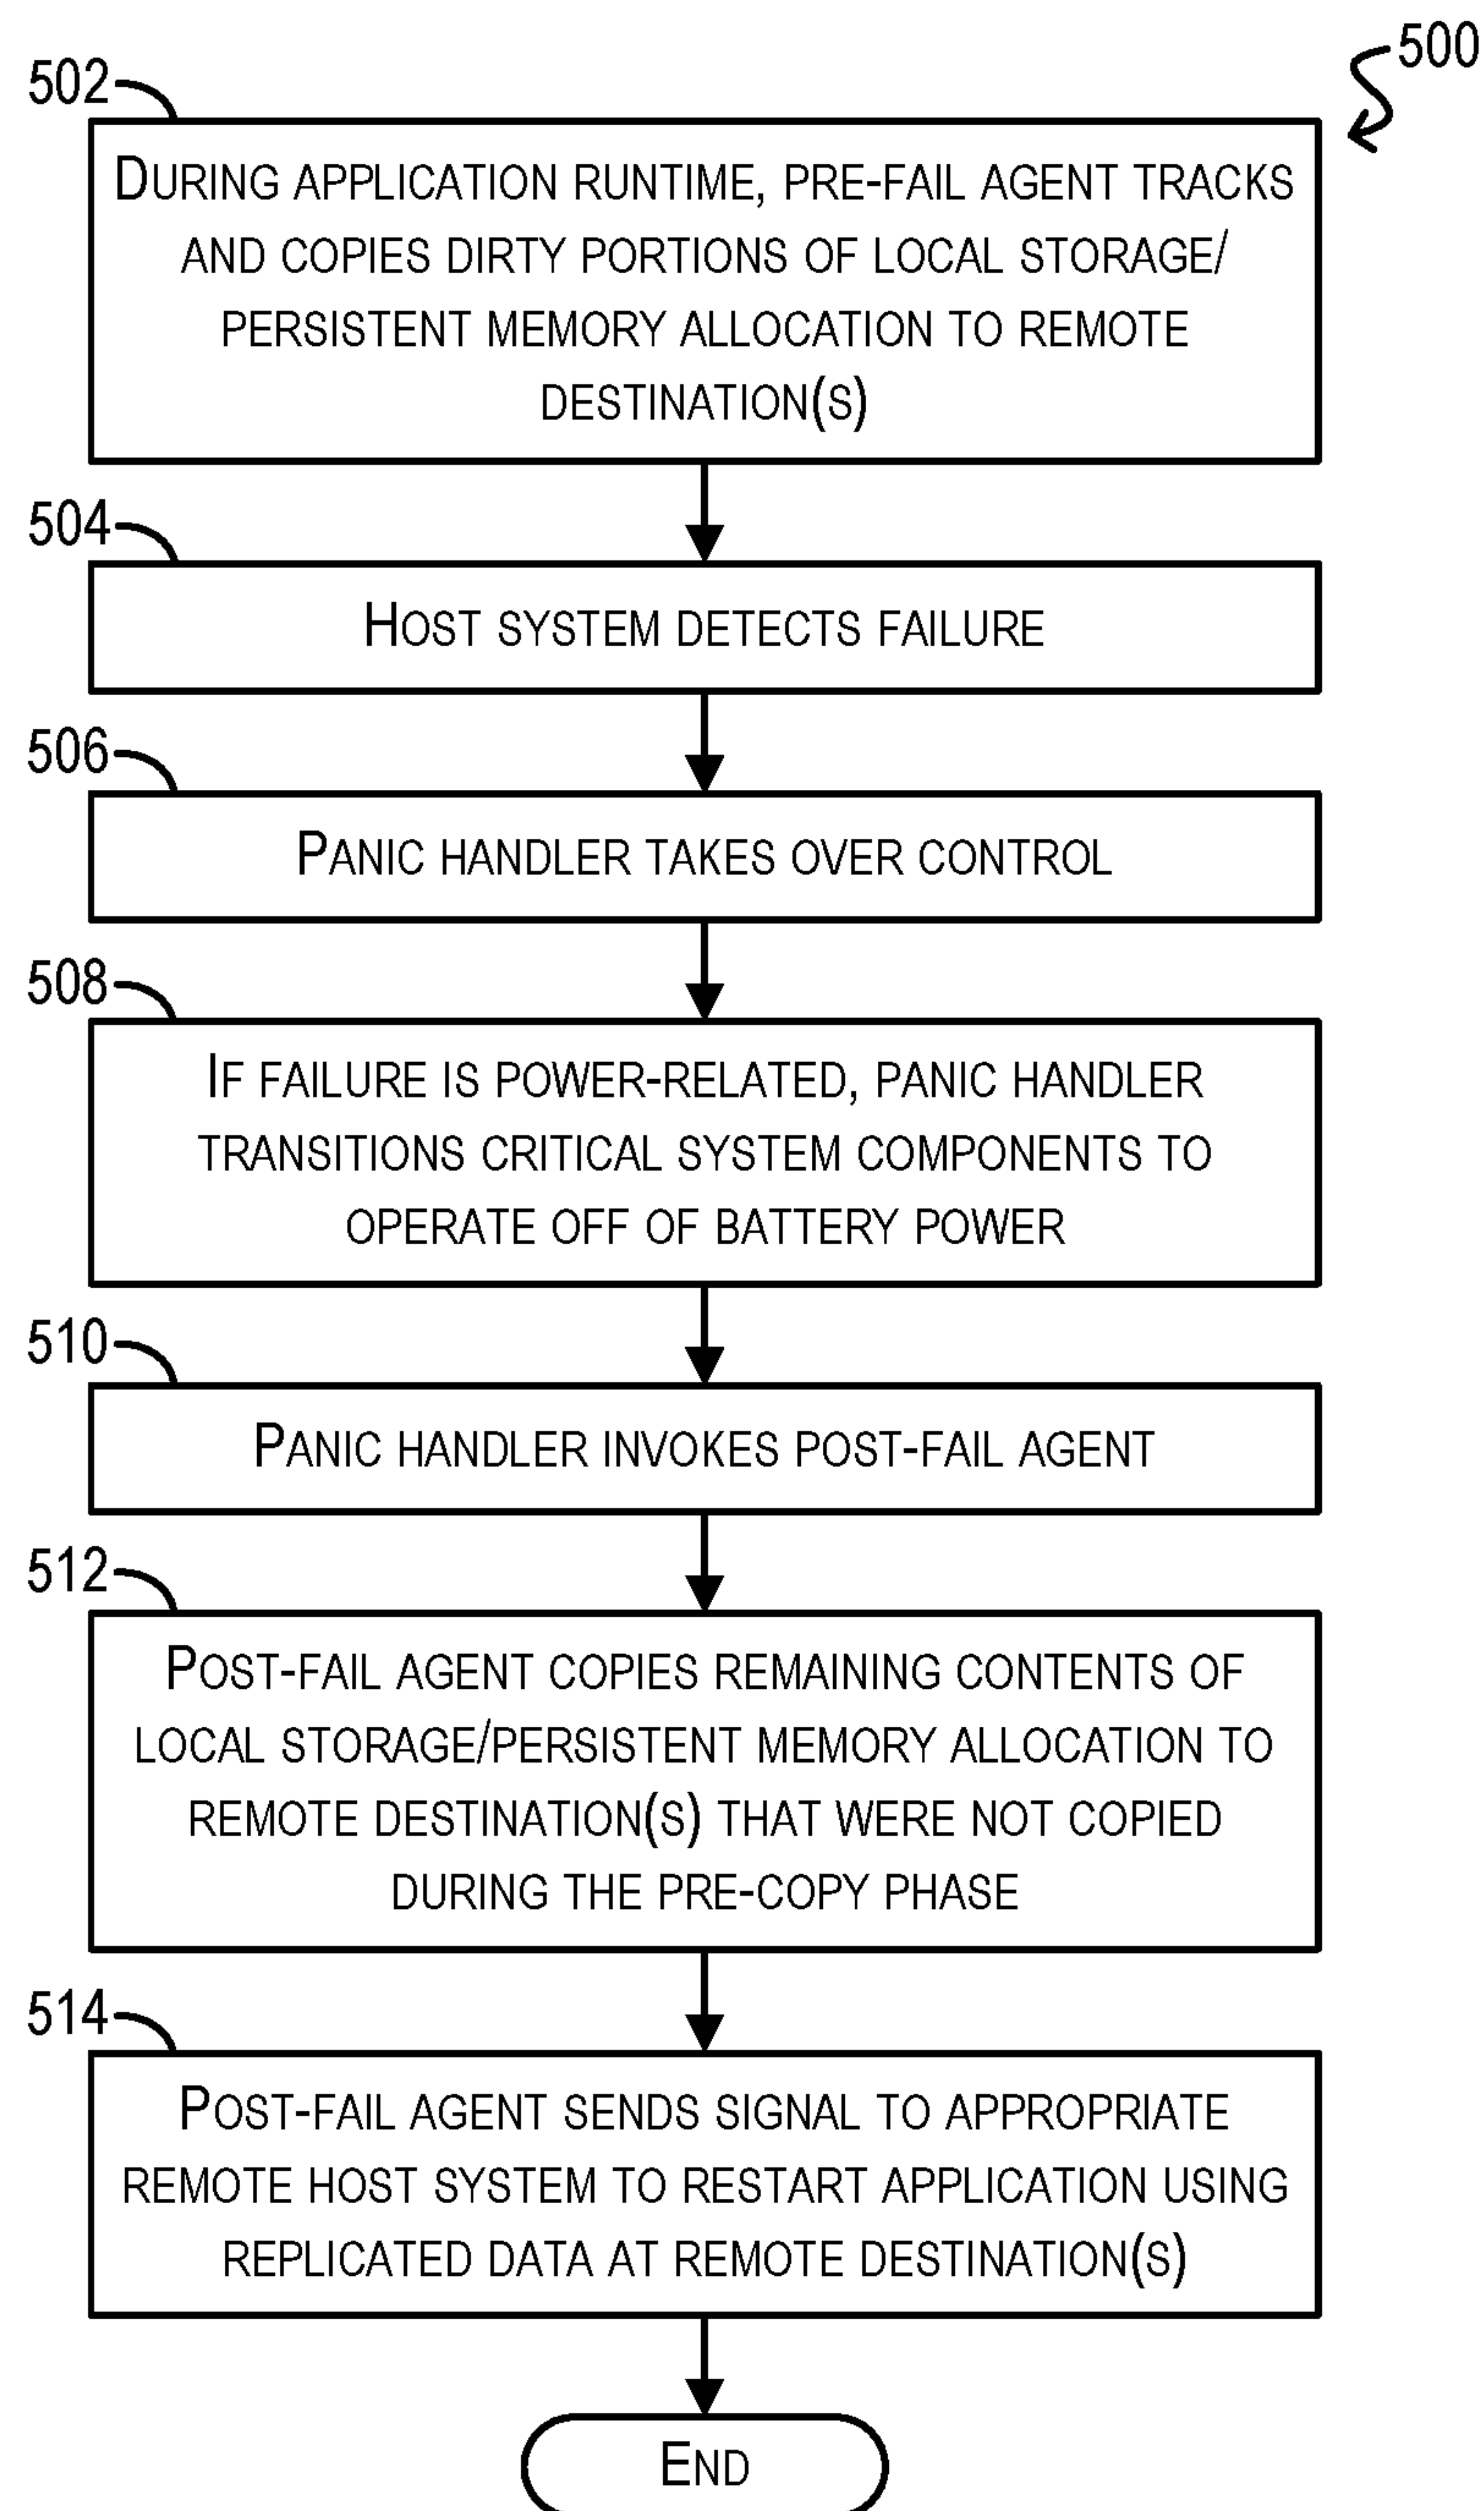 500
502
DURING APPLICATION RUNTIME, PRE-FAIL AGENT TRACKS
AND COPIES DIRTY PORTIONS OF LOCAL STORAGE/
PERSISTENT MEMORY ALLOCATION TO REMOTE
DESTINATION(S)
504
HOST SYSTEM DETECTS FAILURE
506
PANIC HANDLER TAKES OVER CONTROL
508
IF FAILURE IS POWER-RELATED, PANIC HANDLER
TRANSITIONS CRITICAL SYSTEM COMPONENTS TO
OPERATE OFF OF BATTERY POWER
510
PANIC HANDLER INVOKES POST-FAIL AGENT
512
POST-FAIL AGENT COPIES REMAINING CONTENTS OF
LOCAL STORAGE/PERSISTENT MEMORY ALLOCATION TO
REMOTE DESTINATION(S) THAT WERE NOT COPIED
DURING THE PRE-COPY PHASE
514
POST-FAIL AGENT SENDS SIGNAL TO APPROPRIATE
REMOTE HOST SYSTEM TO RESTART APPLICATION USING
REPLICATED DATA AT REMOTE DESTINATION(S)
END